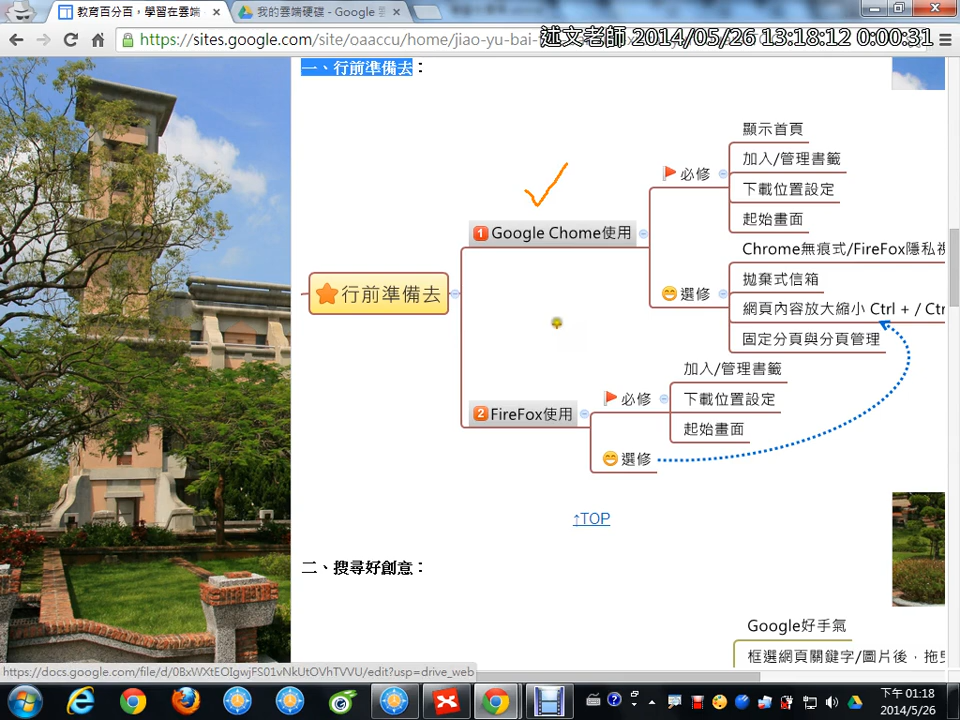 教育百分百，學習在雲端
我的雲端硬碟 - Google 雲
https://sites.google.com/site/oaaccu/home/jiao-yu-bai-
述文老師 2014/05/26 13:18:12 0:00:31
一、行前準備去：
顯示首頁
加入/管理書籤
必修
下載位置設定
起始畫面
1 Google Chome使用
Chrome無痕式/FireFox隱私視
拋棄式信箱
選修
網頁內容放大縮小 Ctrl + / Ctr
固定分頁與分頁管理
行前準備去
加入/管理書籤
必修
下載位置設定
起始畫面
2 FireFox使用
選修
↑TOP
二、搜尋好創意：
Google好手氣
框選網頁關鍵字/圖片後，拖曳
https://docs.google.com/file/d/0BxWXtEOIgwjFS01vNkUtOVhTVVU/edit?usp=drive_web
下午 01:18
2014/5/26